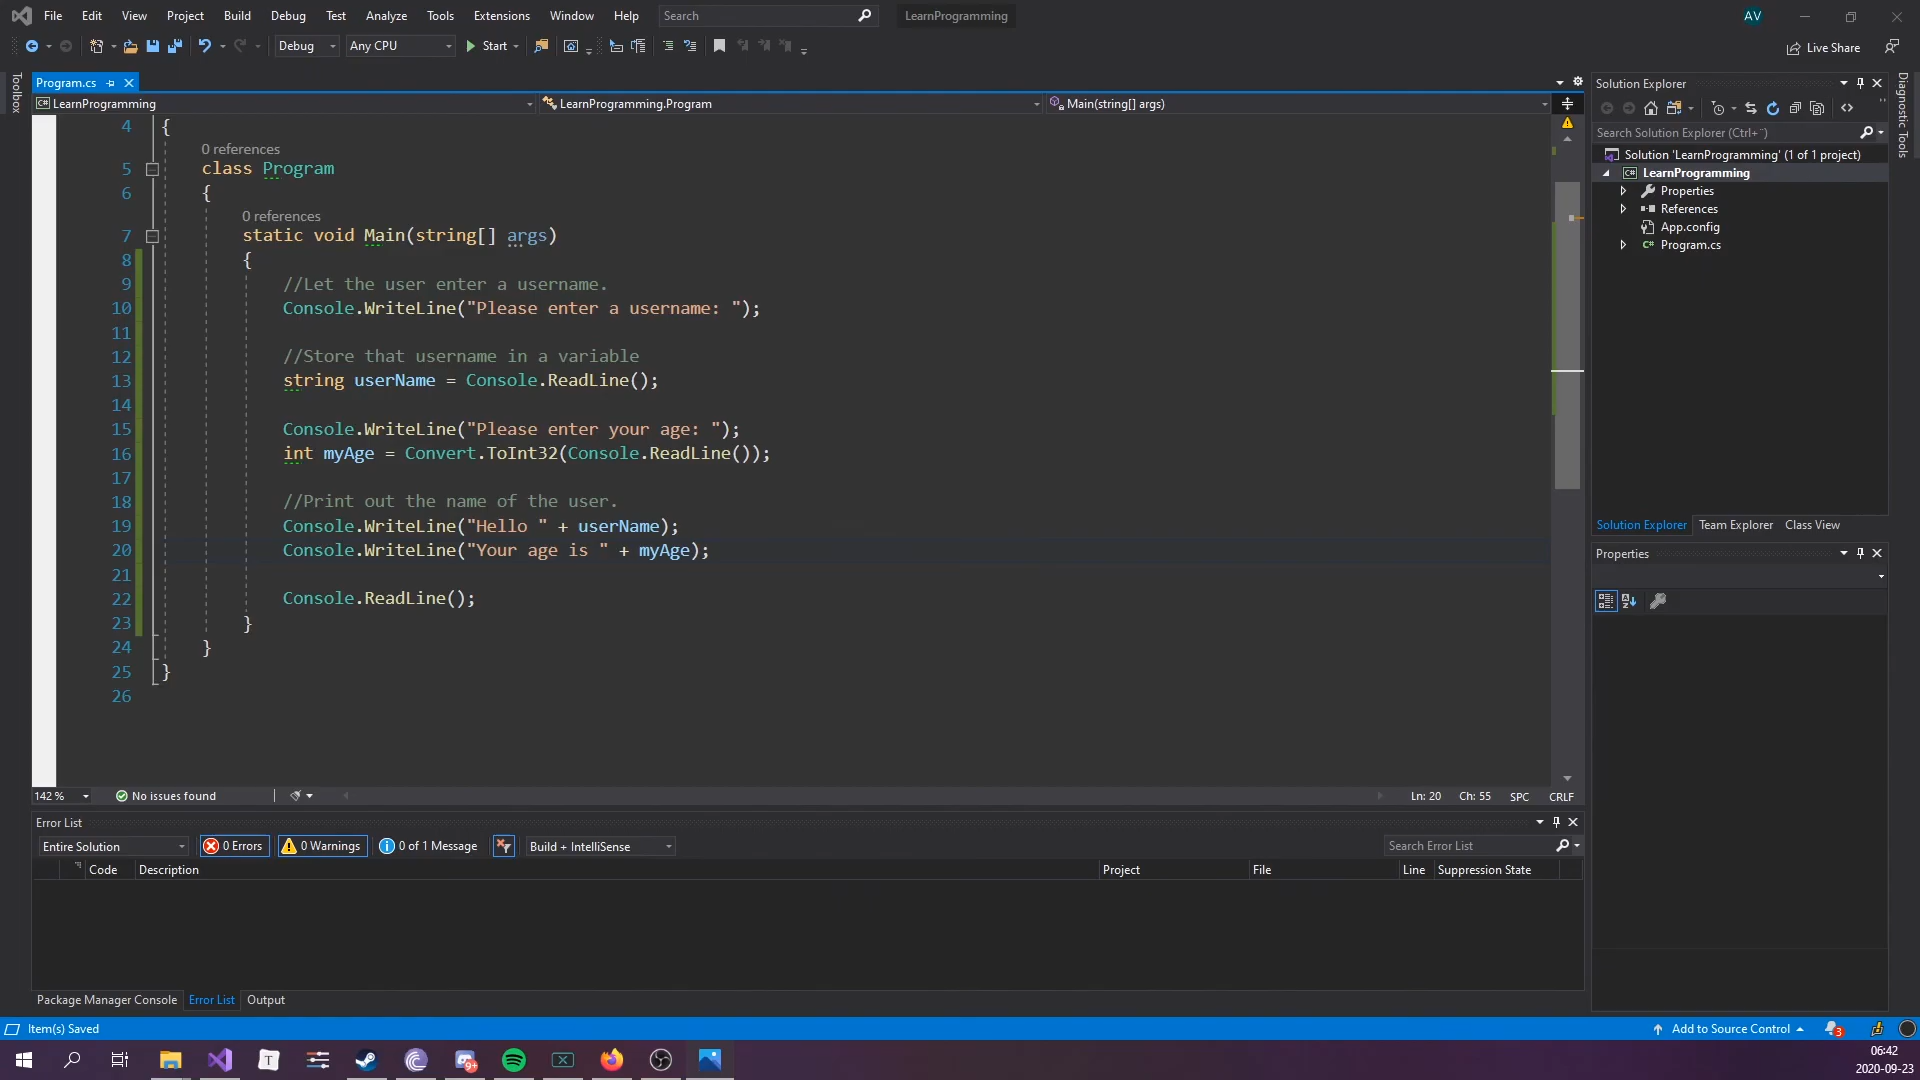 File Edit View Project Build Debug Test Analyze Tools Extensions Window Help Search LearnProgramming AV
Debug Any CPU Start Live Share
Toolbox
Program.cs
LearnProgramming LearnProgramming.Program Main(string[] args)
4 {
0 references
5 class Program
6 {
0 references
7 static void Main(string[] args)
8 {
9 //Let the user enter a username.
10 Console.WriteLine("Please enter a username: ");
11
12 //Store that username in a variable
13 string userName = Console.ReadLine();
14
15 Console.WriteLine("Please enter your age: ");
16 int myAge = Convert.ToInt32(Console.ReadLine());
17
18 //Print out the name of the user.
19 Console.WriteLine("Hello " + userName);
20 Console.WriteLine("Your age is " + myAge);
21
22 Console.ReadLine();
23 }
24 }
25 }
26
142 % No issues found Ln: 20 Ch: 55 SPC CRLF
Error List
Entire Solution 0 Errors 0 Warnings 0 of 1 Message Build + IntelliSense Search Error List
Code Description Project File Line Suppression State
Package Manager Console Error List Output
Solution Explorer
Search Solution Explorer (Ctrl+¨)
Solution 'LearnProgramming' (1 of 1 project)
C# LearnProgramming
Properties
References
App.config
C# Program.cs
Solution Explorer Team Explorer Class View
Properties
Diagnostic Tools
Item(s) Saved Add to Source Control 3
T 9+
06:42
2020-09-23